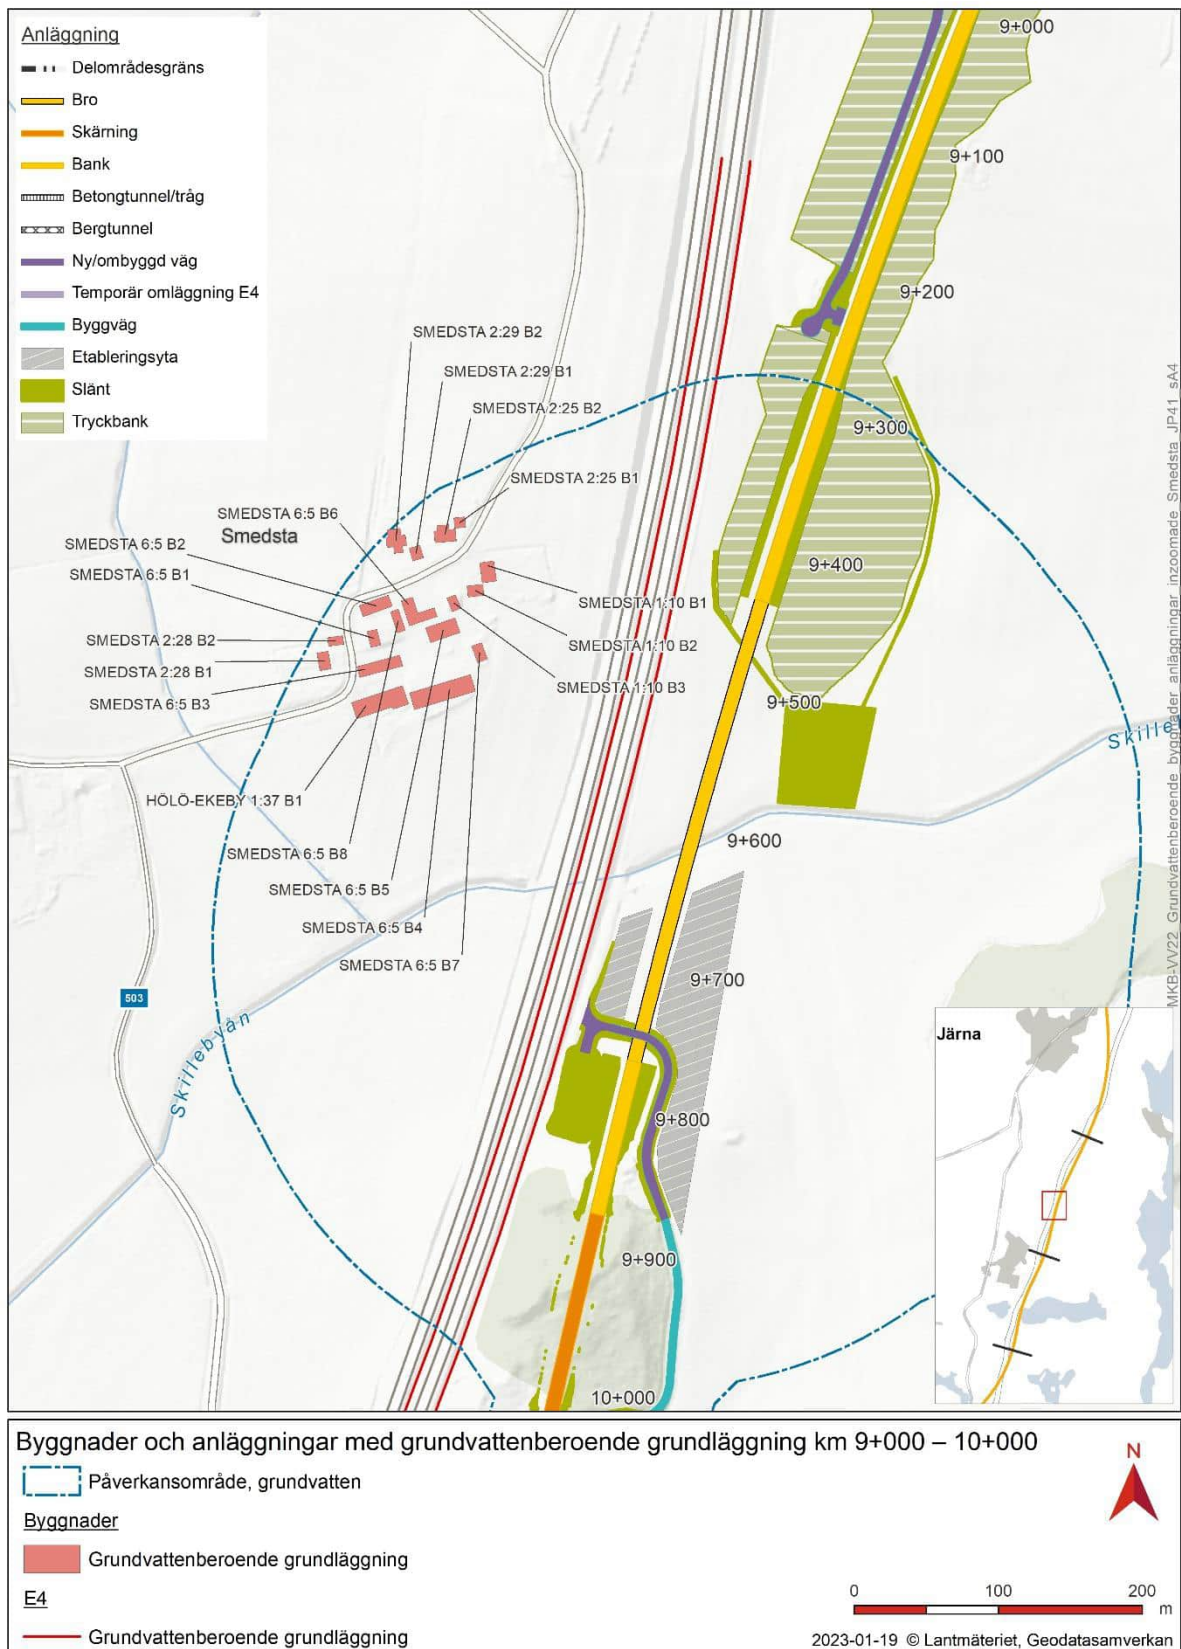 Anläggning
Delområdesgräns
Bro
Skärning
Bank
Betongtunnel/tråg
Bergtunnel
Ny/ombyggd väg
Temporär omläggning E4
Byggväg
Etableringsyta
Slänt
Tryckbank
9+000
9+100
9+200
9+300
9+400
9+500
9+600
9+700
9+800
9+900
10+000
SMEDSTA 2:29 B2
SMEDSTA 2:29 B1
SMEDSTA 2:25 B2
SMEDSTA 2:25 B1
SMEDSTA 6:5 B6
Smedsta
SMEDSTA 6:5 B2
SMEDSTA 6:5 B1
SMEDSTA 2:28 B2
SMEDSTA 2:28 B1
SMEDSTA 6:5 B3
SMEDSTA 1:10 B1
SMEDSTA 1:10 B2
SMEDSTA 1:10 B3
HÖLÖ-EKEBY 1:37 B1
SMEDSTA 6:5 B8
SMEDSTA 6:5 B5
SMEDSTA 6:5 B4
SMEDSTA 6:5 B7
503
Skillebyån
Skille
Järna
MKB-VV22_Grundvattenberoende byggnader_anläggningar inzoomade_Smedsta_JP41_sA4
Byggnader och anläggningar med grundvattenberoende grundläggning km 9+000 – 10+000
Påverkansområde, grundvatten
Byggnader
Grundvattenberoende grundläggning
E4
Grundvattenberoende grundläggning
N
0 100 200
m
2023-01-19 © Lantmäteriet, Geodatasamverkan